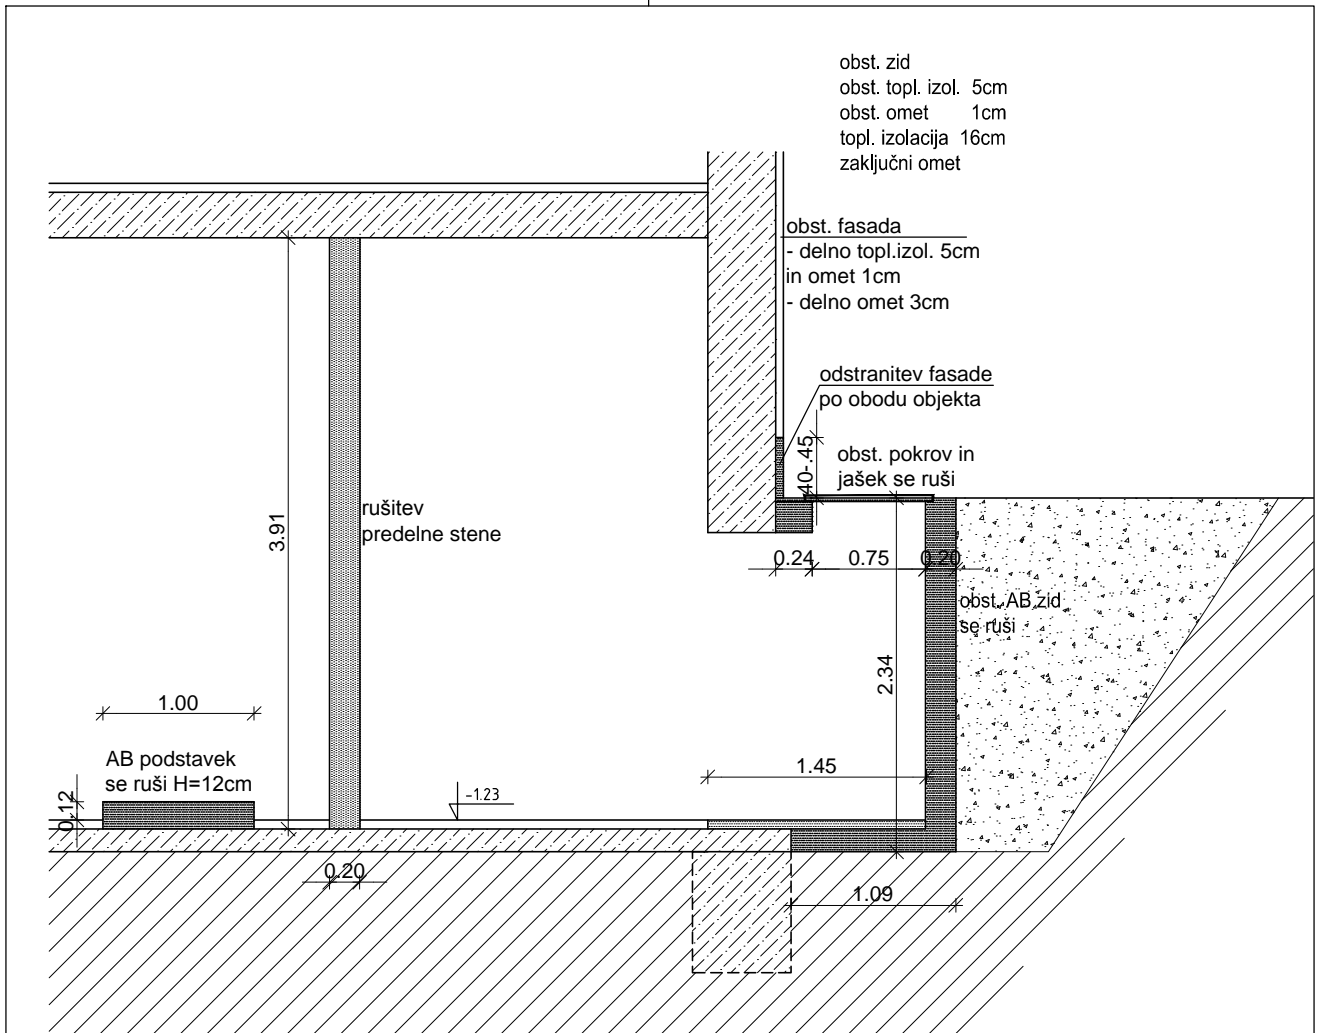 obst. zid
obst. topl. izol. 5cm
obst. omet 1cm
topl. izolacija 16cm
zaključni omet
obst. fasada
- delno topl.izol. 5cm
in omet 1cm
- delno omet 3cm
odstranitev fasade
po obodu objekta
40-.45
obst. pokrov in
jašek se ruši
rušitev
predelne stene
3.91
0.24
0.75
0.20
obst. AB zid
se ruši
2.34
1.00
1.45
AB podstavek
se ruši H=12cm
-1.23
0.12
0.20
1.09